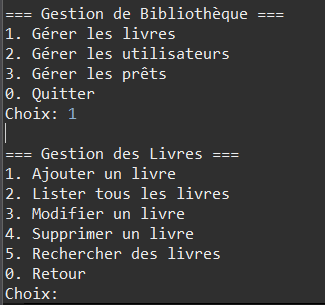 === Gestion de Bibliothèque ===
1. Gérer les livres
2. Gérer les utilisateurs
3. Gérer les prêts
0. Quitter
Choix: 1
=== Gestion des Livres ===
1. Ajouter un livre
2. Lister tous les livres
3. Modifier un livre
4. Supprimer un livre
5. Rechercher des livres
0. Retour
Choix: